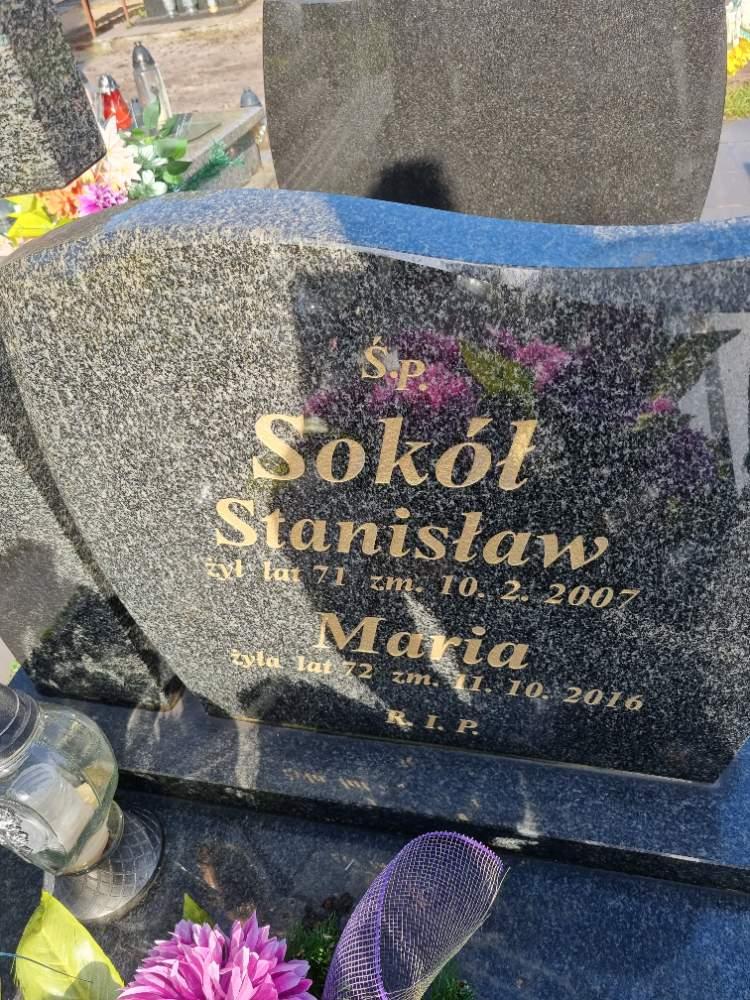 Ś.P.
Sokół
Stanisław
żył lat 71 zm. 10. 2. 2007
Maria
żyła lat 72 zm. 11. 10. 2016
R. I. P.